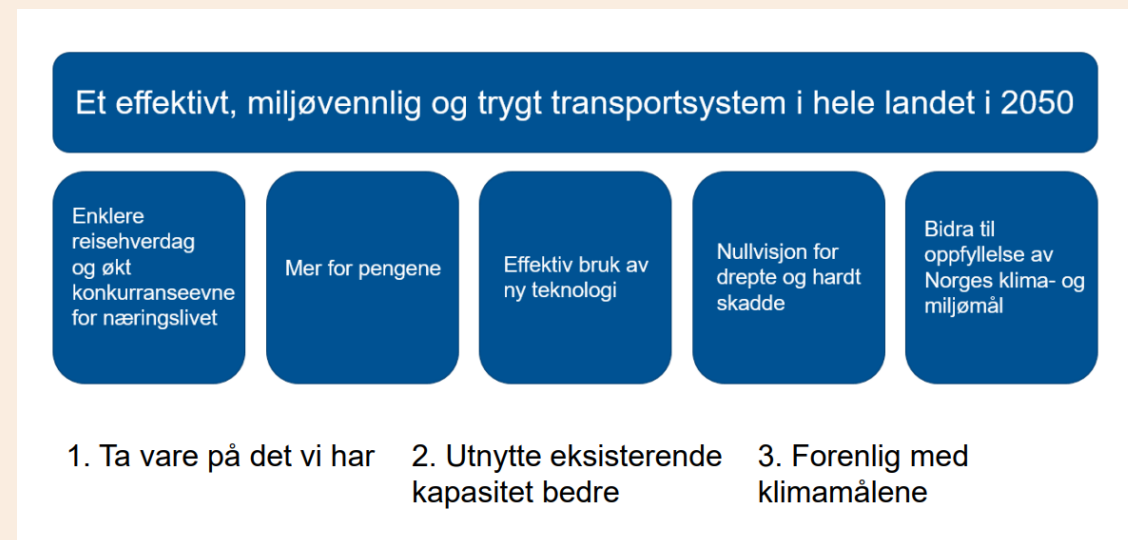 Et effektivt, miljøvennlig og trygt transportsystem i hele landet i 2050
Enklere
reisehverdag
og økt
konkurranseevne
for næringslivet
Mer for pengene
Effektiv bruk av
ny teknologi
Nullvisjon for
drepte og hardt
skadde
Bidra til
oppfyllelse av
Norges klima- og
miljømål
1. Ta vare på det vi har
2. Utnytte eksisterende
kapasitet bedre
3. Forenlig med
klimamålene